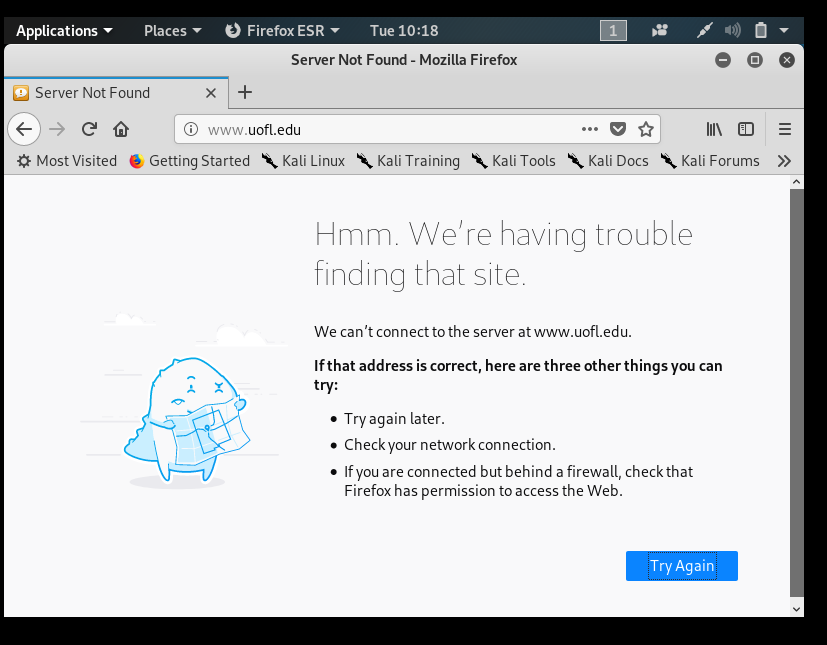 Applications Places Firefox ESR Tue 10:18 1
Server Not Found - Mozilla Firefox
Server Not Found
www.uofl.edu
Most Visited Getting Started Kali Linux Kali Training Kali Tools Kali Docs Kali Forums
Hmm. We're having trouble
finding that site.
We can't connect to the server at www.uofl.edu.
If that address is correct, here are three other things you can
try:
• Try again later.
• Check your network connection.
• If you are connected but behind a firewall, check that
Firefox has permission to access the Web.
Try Again